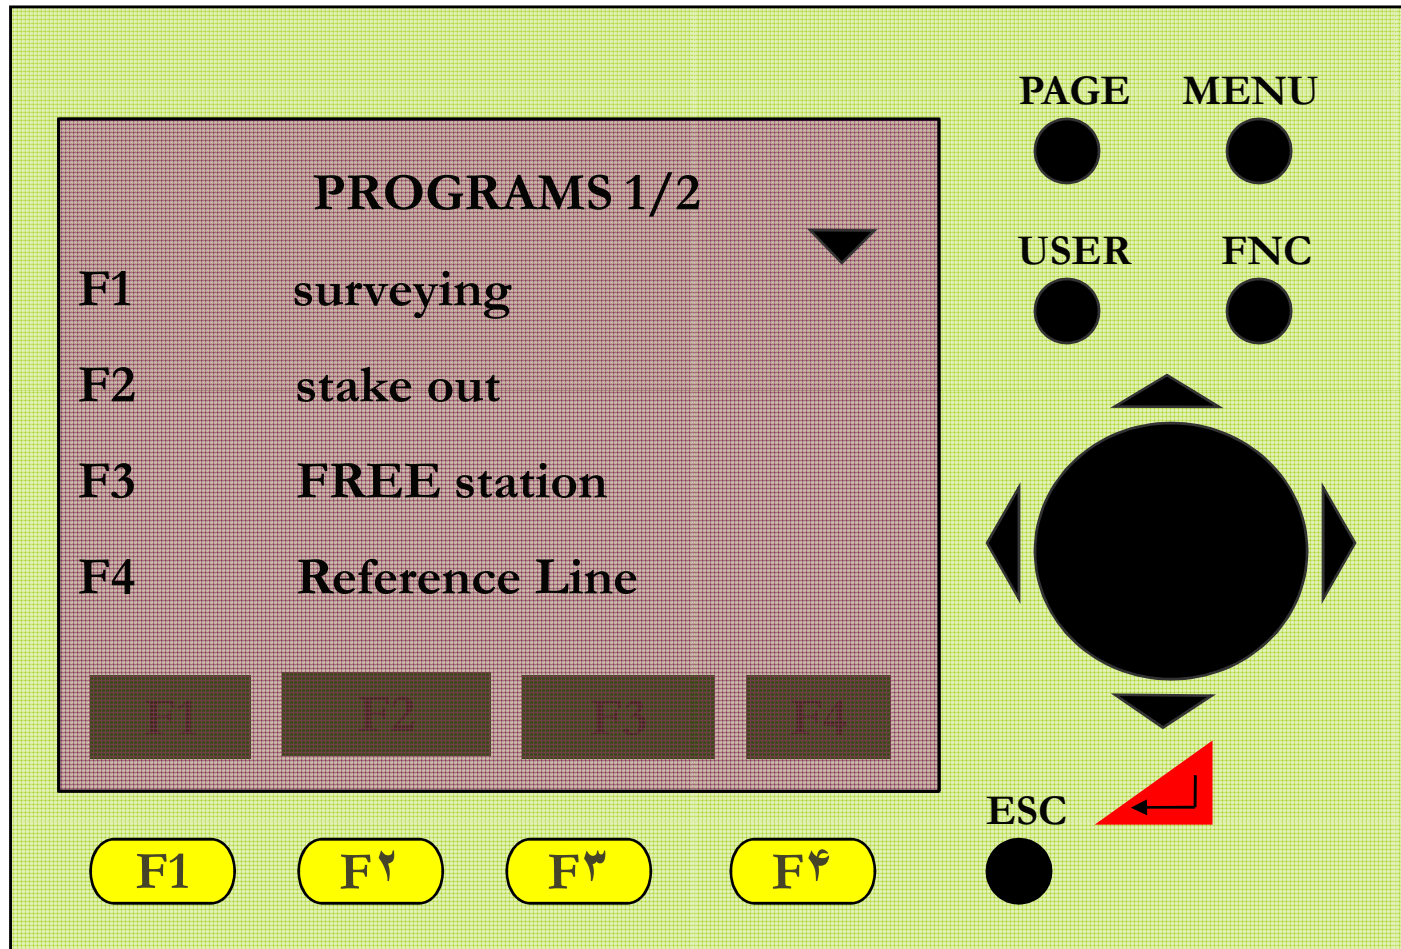 PAGE MENU
PROGRAMS 1/2
USER FNC
F1 surveying
F2 stake out
F3 FREE station
F4 Reference Line
F1 F2 F3 F4
ESC
F1 F۲ F۳ F۴